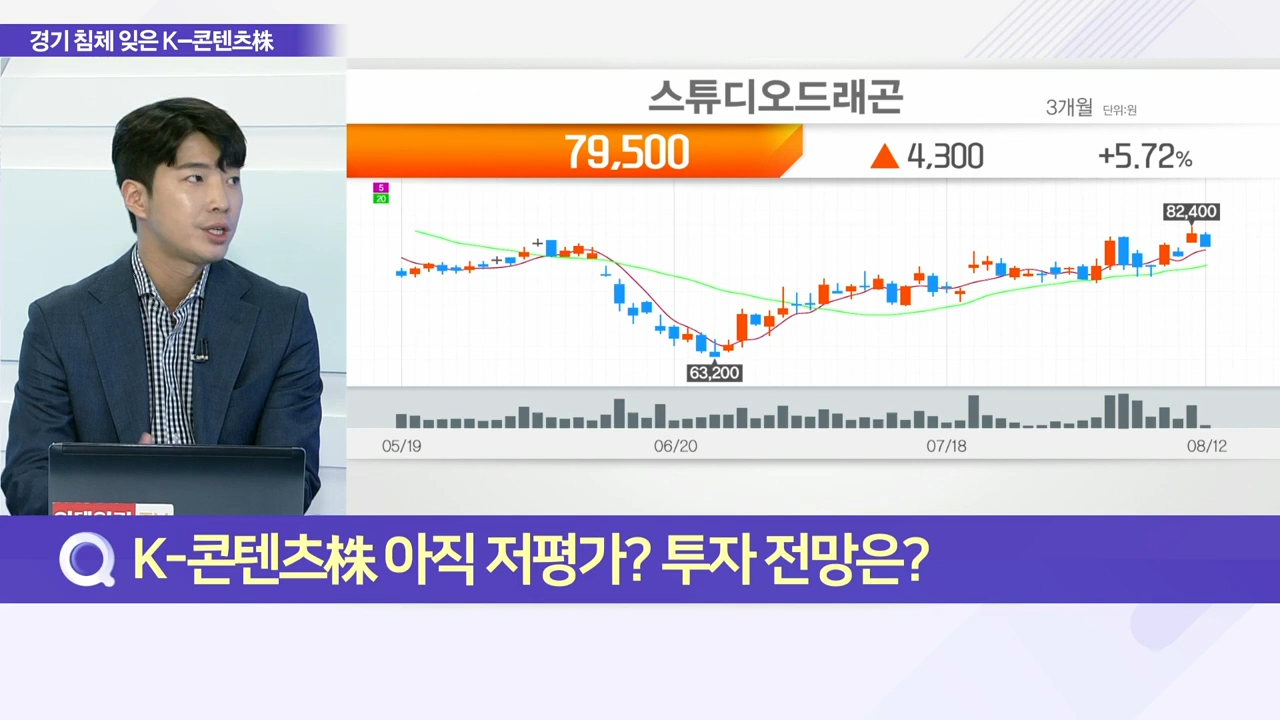 경기 침체 잊은 K-콘텐츠株
스튜디오드래곤
3개월 단위:원
79,500 ▲ 4,300 +5.72%
5
20
82,400
63,200
05/19 06/20 07/18 08/12
K-콘텐츠株 아직 저평가? 투자 전망은?